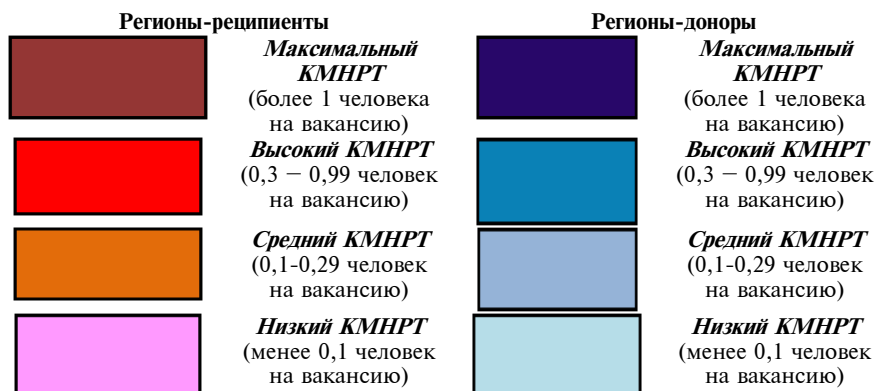 Регионы-реципиенты
Максимальный
КМНРТ
(более 1 человека
на вакансию)
Высокий КМНРТ
(0,3 – 0,99 человек
на вакансию)
Средний КМНРТ
(0,1-0,29 человек
на вакансию)
Низкий КМНРТ
(менее 0,1 человек
на вакансию)
Регионы-доноры
Максимальный
КМНРТ
(более 1 человека
на вакансию)
Высокий КМНРТ
(0,3 – 0,99 человек
на вакансию)
Средний КМНРТ
(0,1-0,29 человек
на вакансию)
Низкий КМНРТ
(менее 0,1 человек
на вакансию)